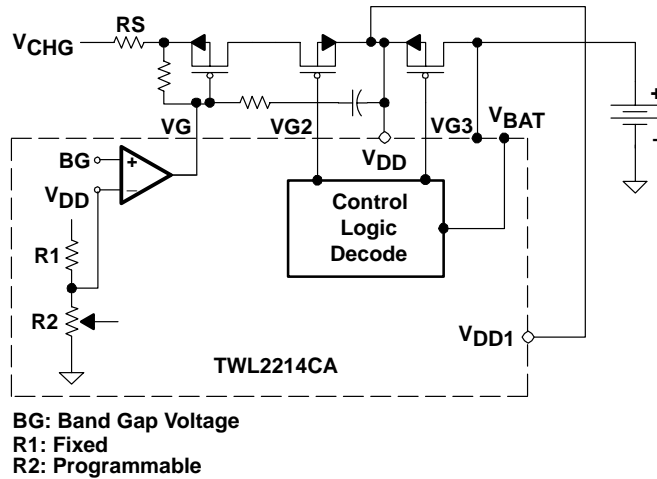 RS
VCHG
VG
VG2
VG3
VBAT
VDD
BG
+
−
VDD
Control
Logic
Decode
R1
R2
VDD1
TWL2214CA
+
−
BG: Band Gap Voltage
R1: Fixed
R2: Programmable